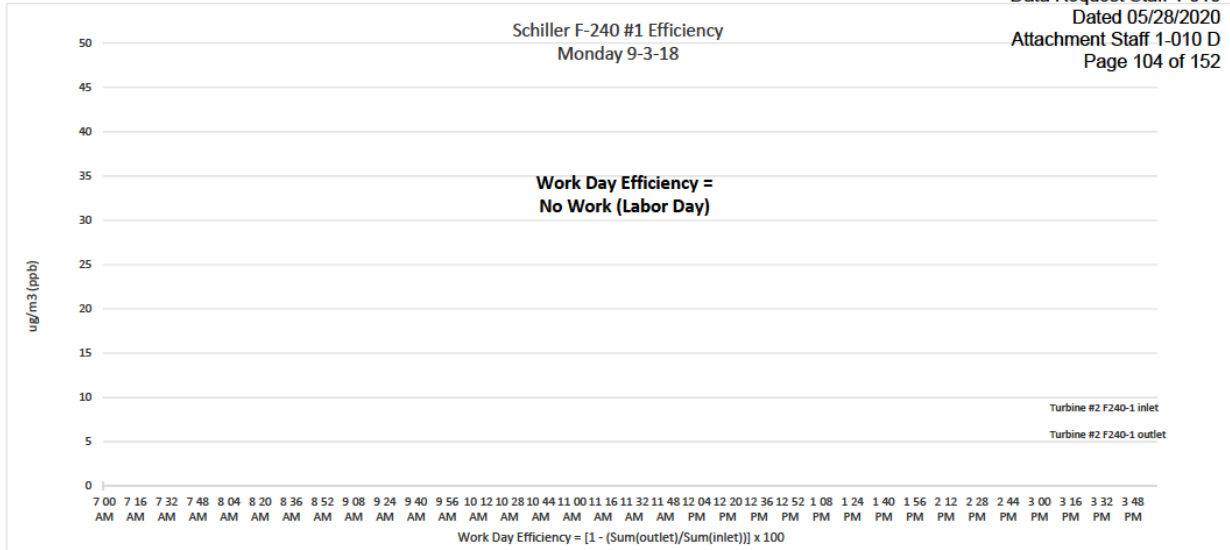 Dated 05/28/2020
Attachment Staff 1-010 D
Page 104 of 152
Schiller F-240 #1 Efficiency
Monday 9-3-18
50
45
40
35
30
25
20
15
10
5
0
ug/m3 (ppb)
Work Day Efficiency =
No Work (Labor Day)
Turbine #2 F240-1 inlet
Turbine #2 F240-1 outlet
7 00 7 16 7 32 7 48 8 04 8 20 8 36 8 52 9 08 9 24 9 40 9 56 10 12 10 28 10 44 11 00 11 16 11 32 11 48 12 04 12 20 12 36 12 52 1 08 1 24 1 40 1 56 2 12 2 28 2 44 3 00 3 16 3 32 3 48
AM AM AM AM AM AM AM AM AM AM AM AM AM AM AM AM AM AM AM PM PM PM PM PM PM PM PM PM PM PM PM PM PM PM
Work Day Efficiency = [1 - (Sum(outlet)/Sum(inlet))] x 100